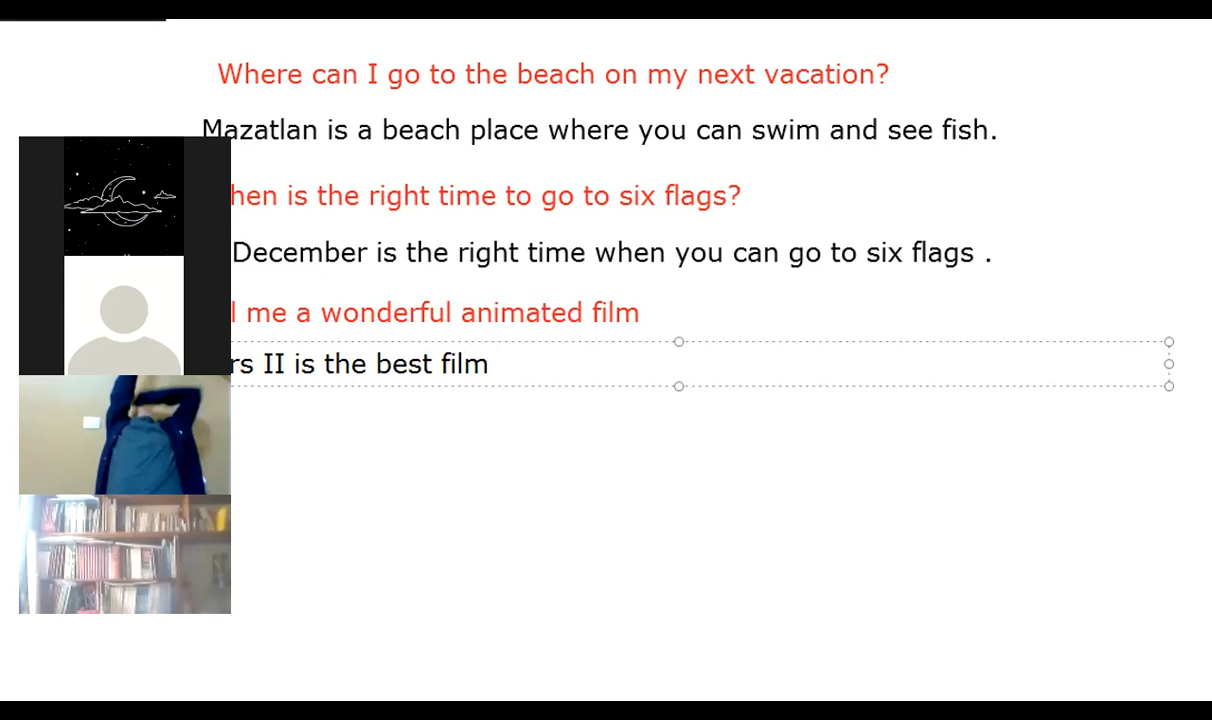 Where can I go to the beach on my next vacation?
Mazatlan is a beach place where you can swim and see fish.
is the right time to go to six flags?
December is the right time when you can go to six flags .
me a wonderful animated film
II is the best film